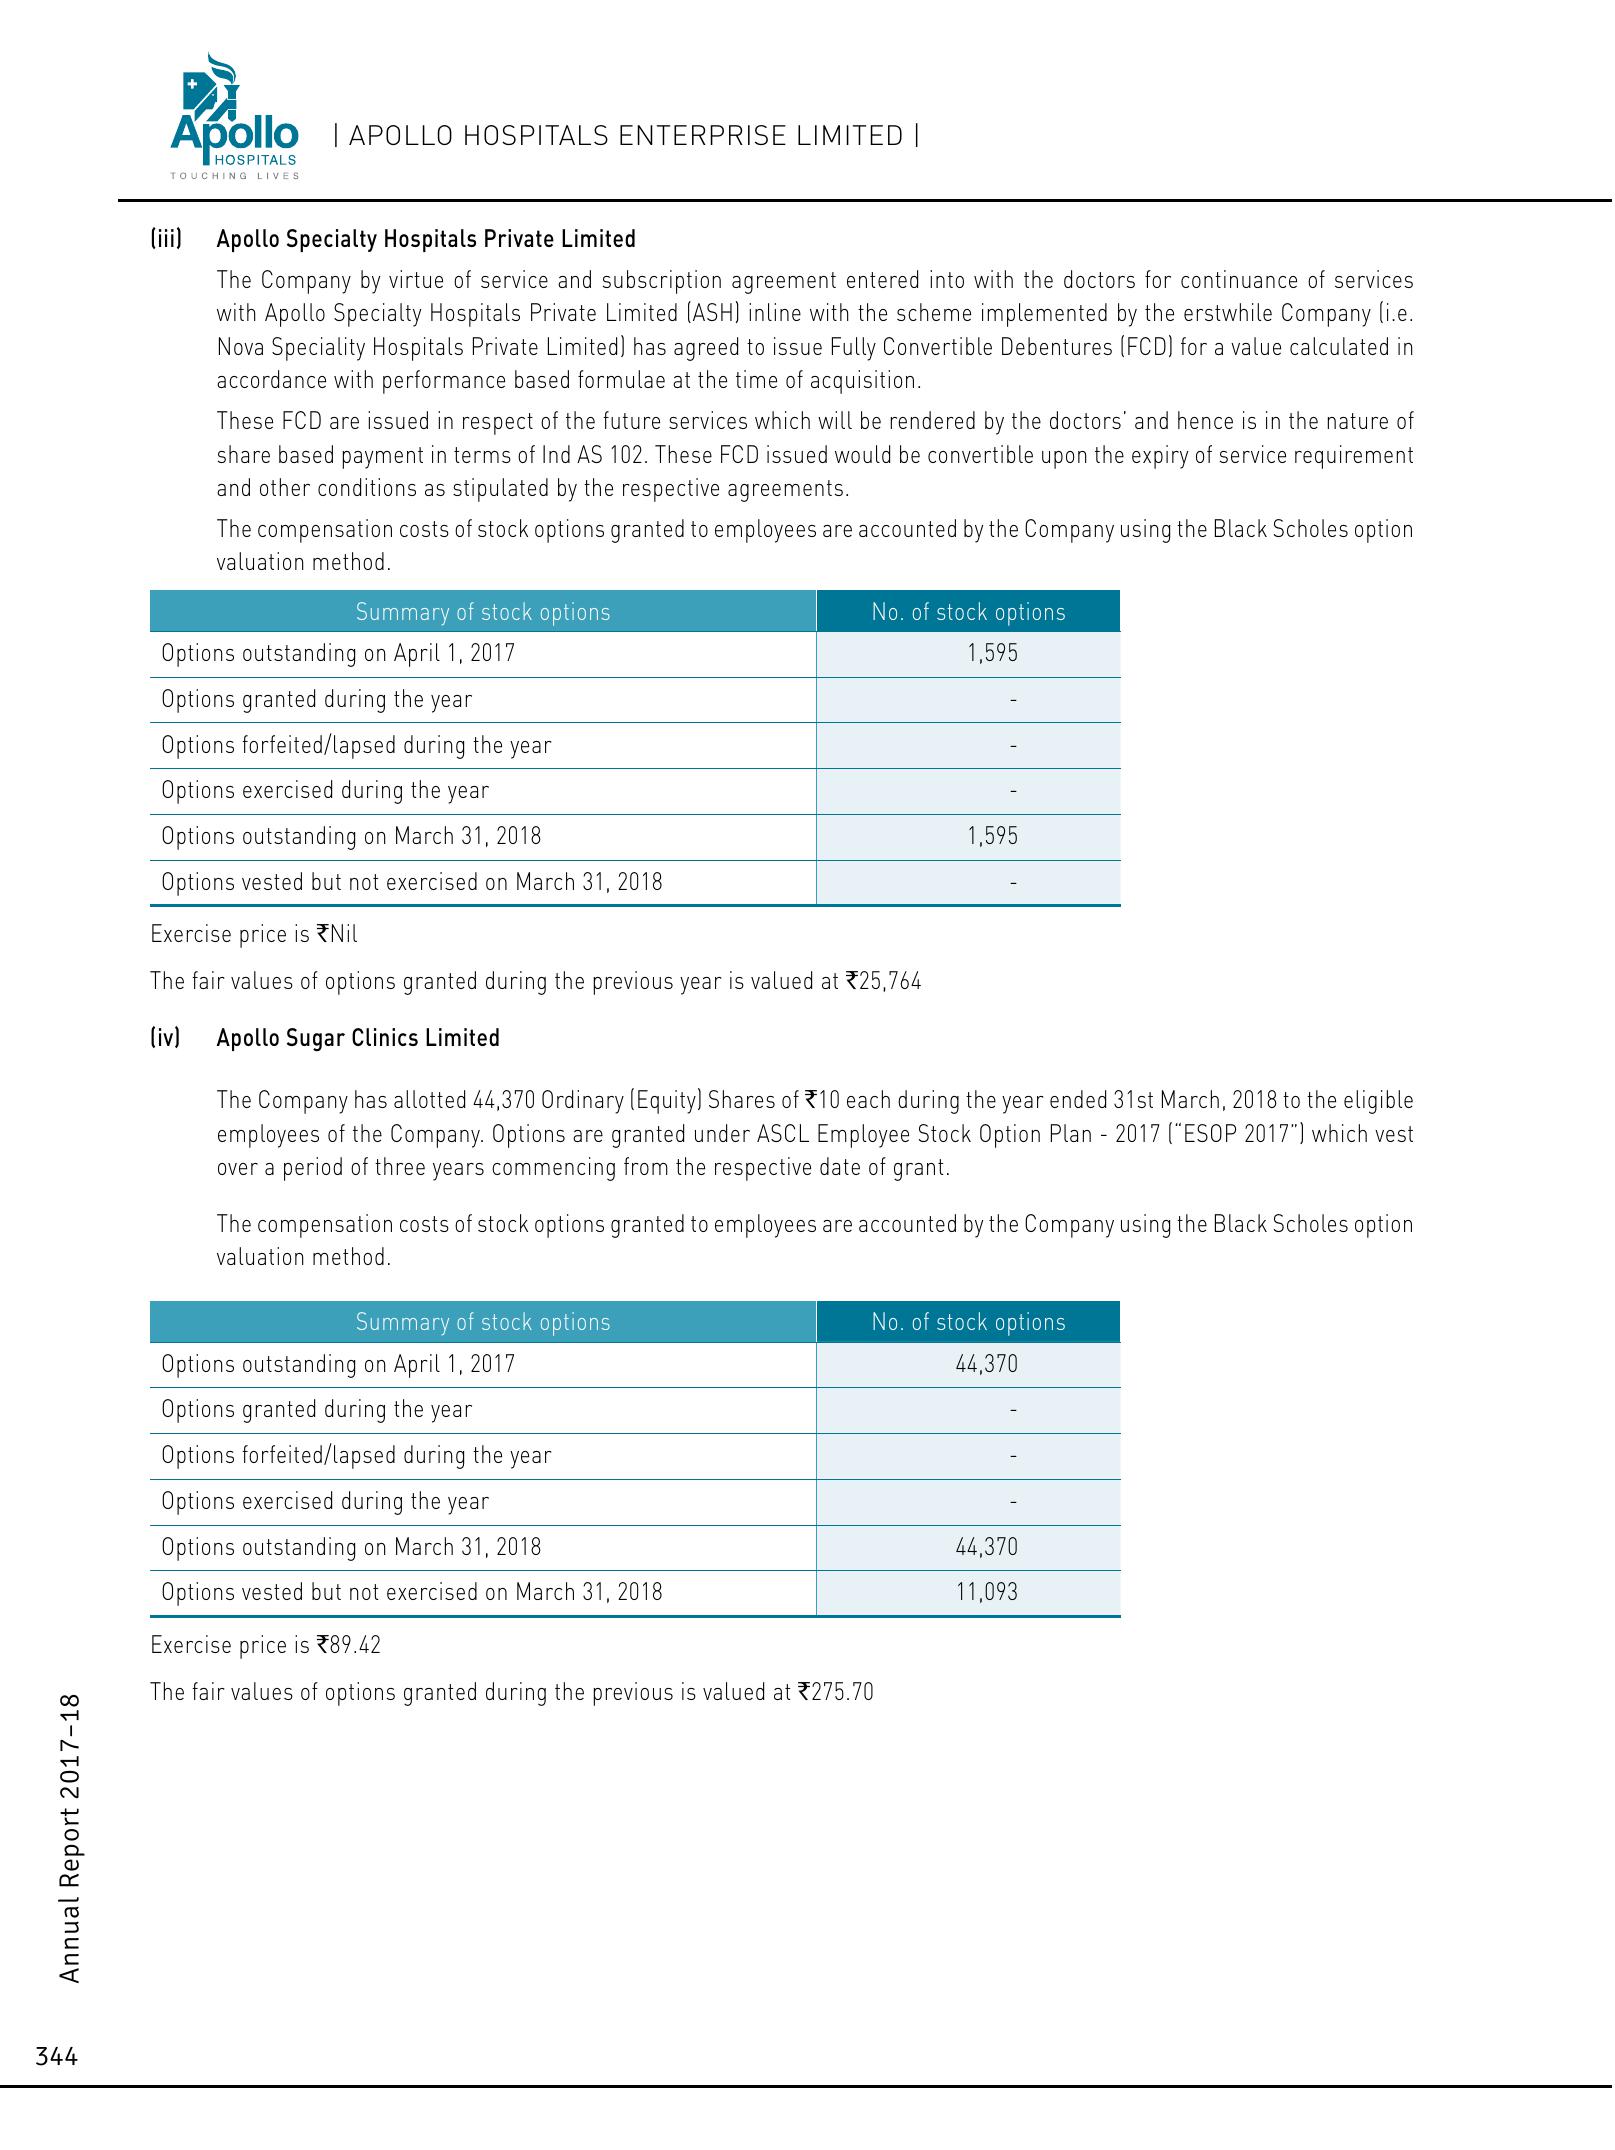 Apollo
HOSPITALS
TOUCHING LIVES
| APOLLO HOSPITALS ENTERPRISE LIMITED |
(iii) Apollo Specialty Hospitals Private Limited
The Company by virtue of service and subscription agreement entered into with the doctors for continuance of services
with Apollo Specialty Hospitals Private Limited (ASH) inline with the scheme implemented by the erstwhile Company (i.e.
Nova Speciality Hospitals Private Limited) has agreed to issue Fully Convertible Debentures (FCD) for a value calculated in
accordance with performance based formulae at the time of acquisition.
These FCD are issued in respect of the future services which will be rendered by the doctors’ and hence is in the nature of
share based payment in terms of Ind AS 102. These FCD issued would be convertible upon the expiry of service requirement
and other conditions as stipulated by the respective agreements.
The compensation costs of stock options granted to employees are accounted by the Company using the Black Scholes option
valuation method.
Summary of stock options No. of stock options
Options outstanding on April 1, 2017 1,595
Options granted during the year -
Options forfeited/lapsed during the year -
Options exercised during the year -
Options outstanding on March 31, 2018 1,595
Options vested but not exercised on March 31, 2018 -
Exercise price is ₹Nil
The fair values of options granted during the previous year is valued at ₹25,764
(iv) Apollo Sugar Clinics Limited
The Company has allotted 44,370 Ordinary (Equity) Shares of ₹10 each during the year ended 31st March, 2018 to the eligible
employees of the Company. Options are granted under ASCL Employee Stock Option Plan - 2017 (“ESOP 2017”) which vest
over a period of three years commencing from the respective date of grant.
The compensation costs of stock options granted to employees are accounted by the Company using the Black Scholes option
valuation method.
Summary of stock options No. of stock options
Options outstanding on April 1, 2017 44,370
Options granted during the year -
Options forfeited/lapsed during the year -
Options exercised during the year -
Options outstanding on March 31, 2018 44,370
Options vested but not exercised on March 31, 2018 11,093
Exercise price is ₹89.42
The fair values of options granted during the previous is valued at ₹275.70
Annual Report 2017–18
344